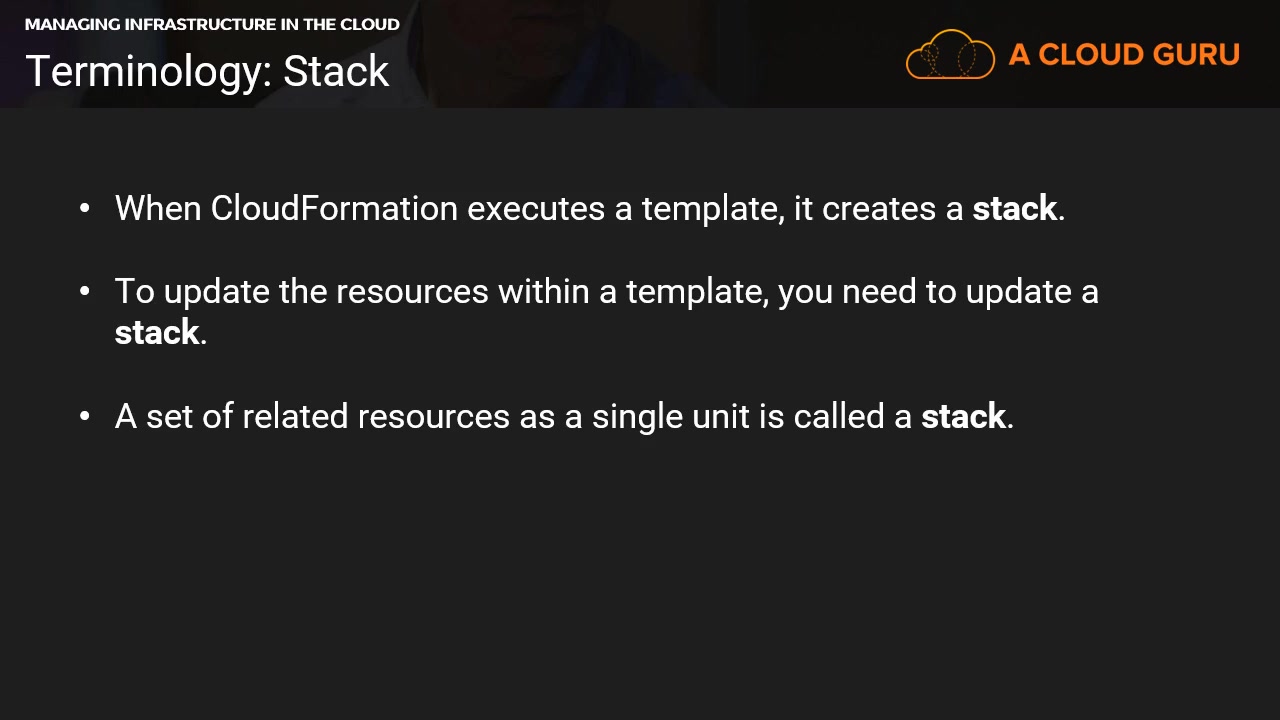 MANAGING INFRASTRUCTURE IN THE CLOUD
Terminology: Stack
A CLOUD GURU
• When CloudFormation executes a template, it creates a stack.
• To update the resources within a template, you need to update a
stack.
• A set of related resources as a single unit is called a stack.